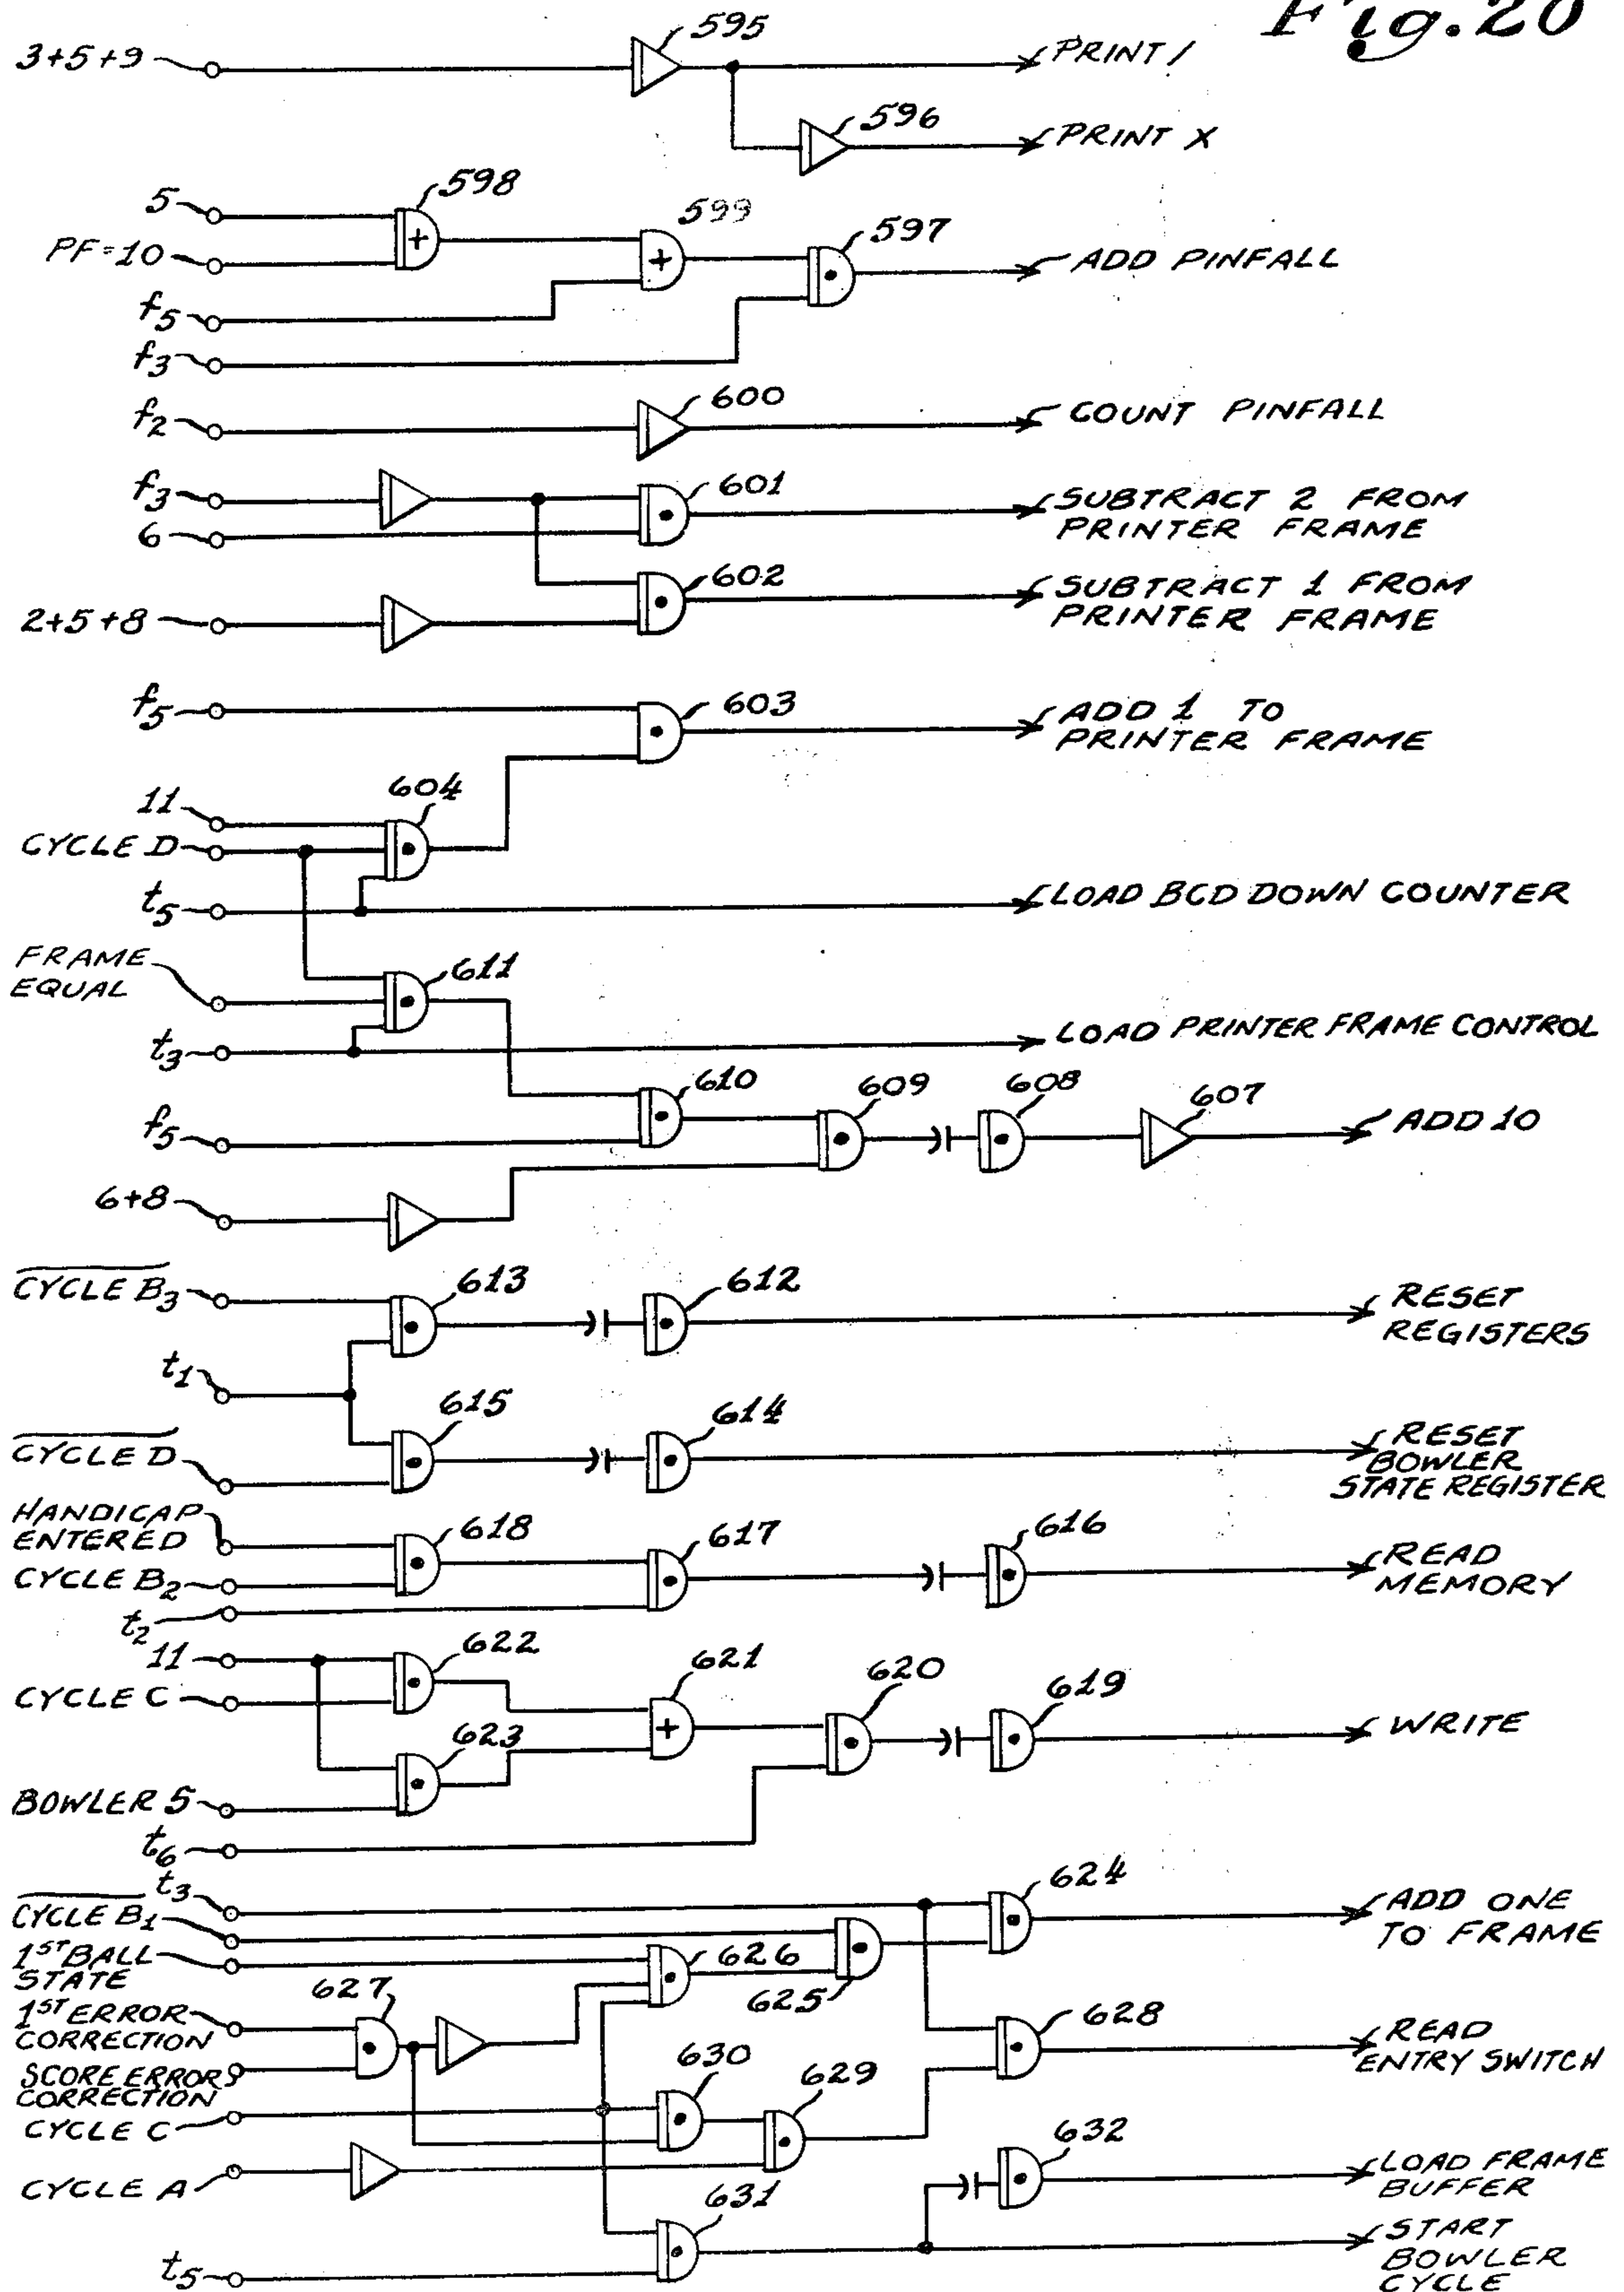 Fig. 20
595
3+5+9
PRINT /
596
PRINT X
598
5
599
597
PF=10
ADD PINFALL
f5
f3
600
f2
COUNT PINFALL
f3
601
SUBTRACT 2 FROM
PRINTER FRAME
6
602
SUBTRACT 1 FROM
PRINTER FRAME
2+5+8
f5
603
ADD 1 TO
PRINTER FRAME
604
11
CYCLE D
t5
LOAD BCD DOWN COUNTER
FRAME
EQUAL
611
t3
LOAD PRINTER FRAME CONTROL
610
609
608
607
ADD 10
f5
6+8
CYCLE B3
613
612
RESET
REGISTERS
t1
615
614
CYCLE D
RESET
BOWLER
STATE REGISTER
HANDICAP
ENTERED
618
617
616
READ
MEMORY
CYCLE B2
t2
11
622
621
620
619
CYCLE C
WRITE
623
BOWLER 5
t6
t3
624
CYCLE B1
ADD ONE
TO FRAME
1ST BALL
STATE
626
625
627
1ST ERROR
CORRECTION
628
READ
ENTRY SWITCH
SCORE ERROR
CORRECTION
630
629
CYCLE C
632
CYCLE A
LOAD FRAME
BUFFER
631
START
BOWLER
CYCLE
t5